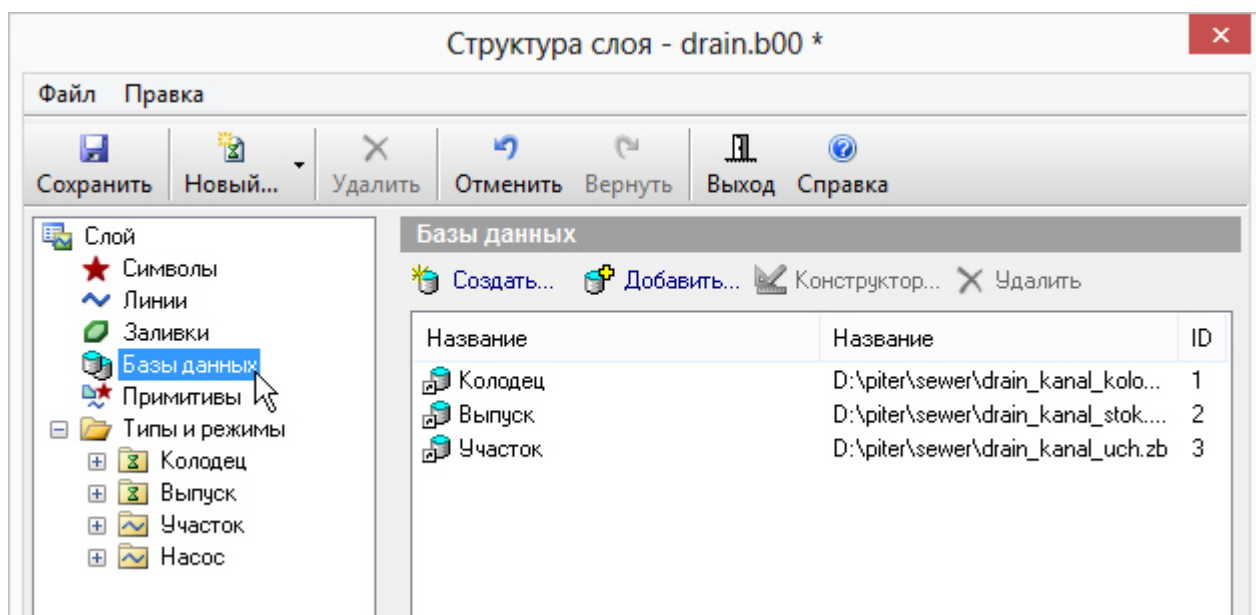 Структура слоя - drain.b00 *
Файл Правка
Сохранить Новый... Удалить Отменить Вернуть Выход Справка
Слой
Символы
Линии
Заливки
Базы данных
Примитивы
Типы и режимы
Колодец
Выпуск
Участок
Насос
Базы данных
Создать... Добавить... Конструктор... Удалить
Название Название ID
Колодец D:\piter\sewer\drain_kanal_kolo... 1
Выпуск D:\piter\sewer\drain_kanal_stok.... 2
Участок D:\piter\sewer\drain_kanal_uch.zb 3